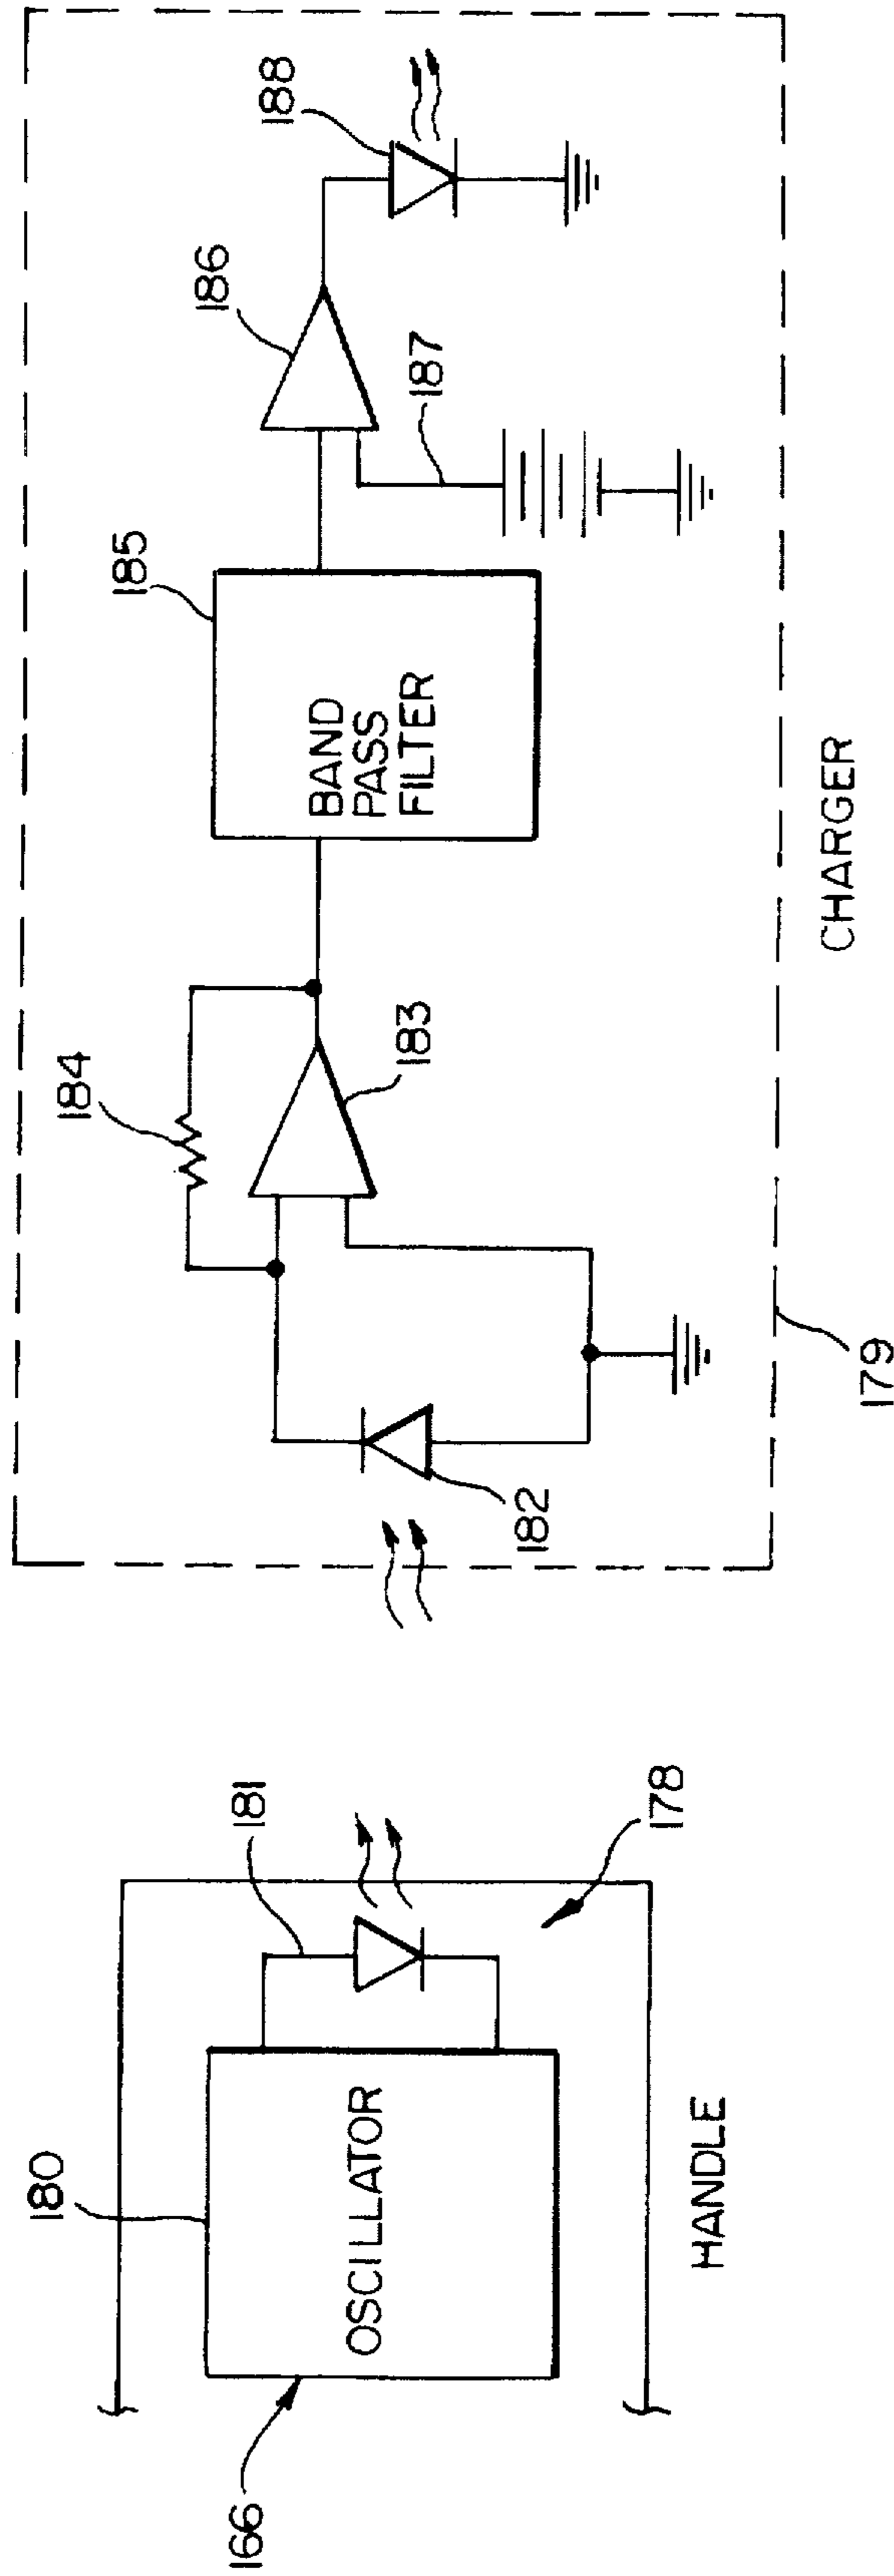 166
180
OSCILLATOR
181
178
HANDLE
182
184
183
185
BAND
PASS
FILTER
186
187
188
179
CHARGER